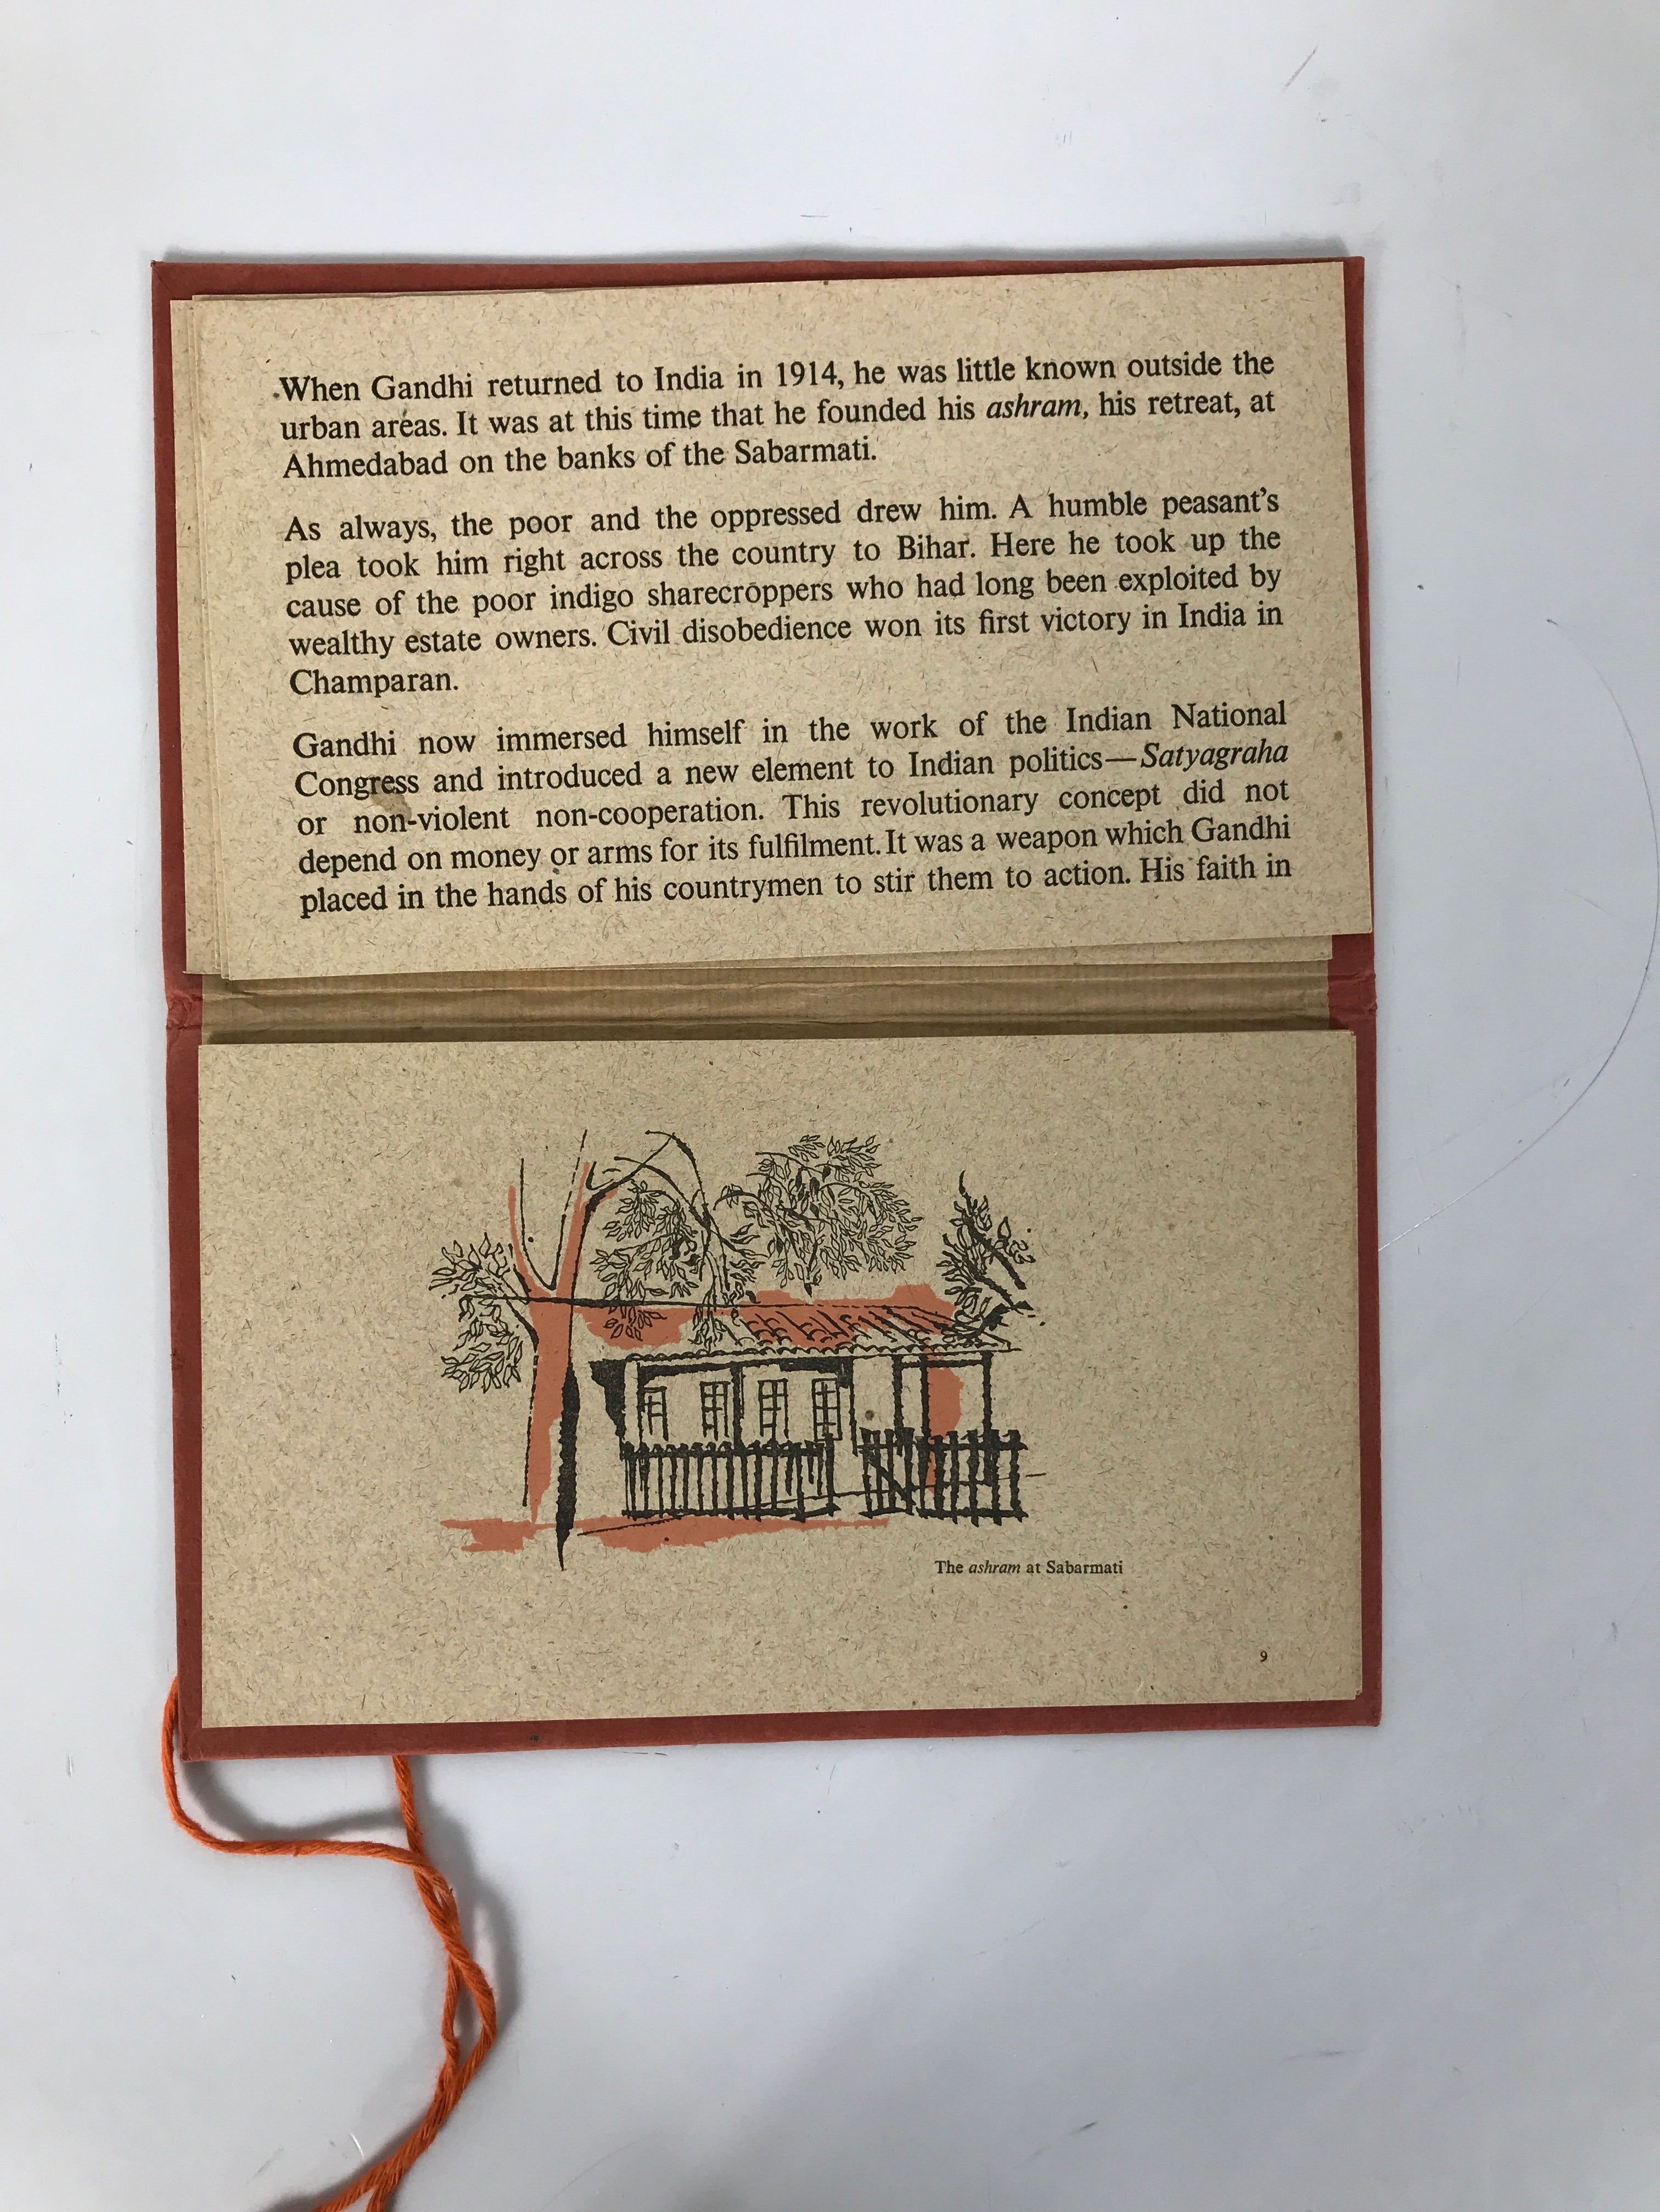 When Gandhi returned to India in 1914, he was little known outside the
urban areas. It was at this time that he founded his ashram, his retreat, at
Ahmedabad on the banks of the Sabarmati.
As always, the poor and the oppressed drew him. A humble peasant's
plea took him right across the country to Bihar. Here he took up the
cause of the poor indigo sharecroppers who had long been exploited by
wealthy estate owners. Civil disobedience won its first victory in India in
Champaran.
Gandhi now immersed himself in the work of the Indian National
Congress and introduced a new element to Indian politics—Satyagraha
or non-violent non-cooperation. This revolutionary concept did not
depend on money or arms for its fulfilment. It was a weapon which Gandhi
placed in the hands of his countrymen to stir them to action. His faith in
The ashram at Sabarmati
9